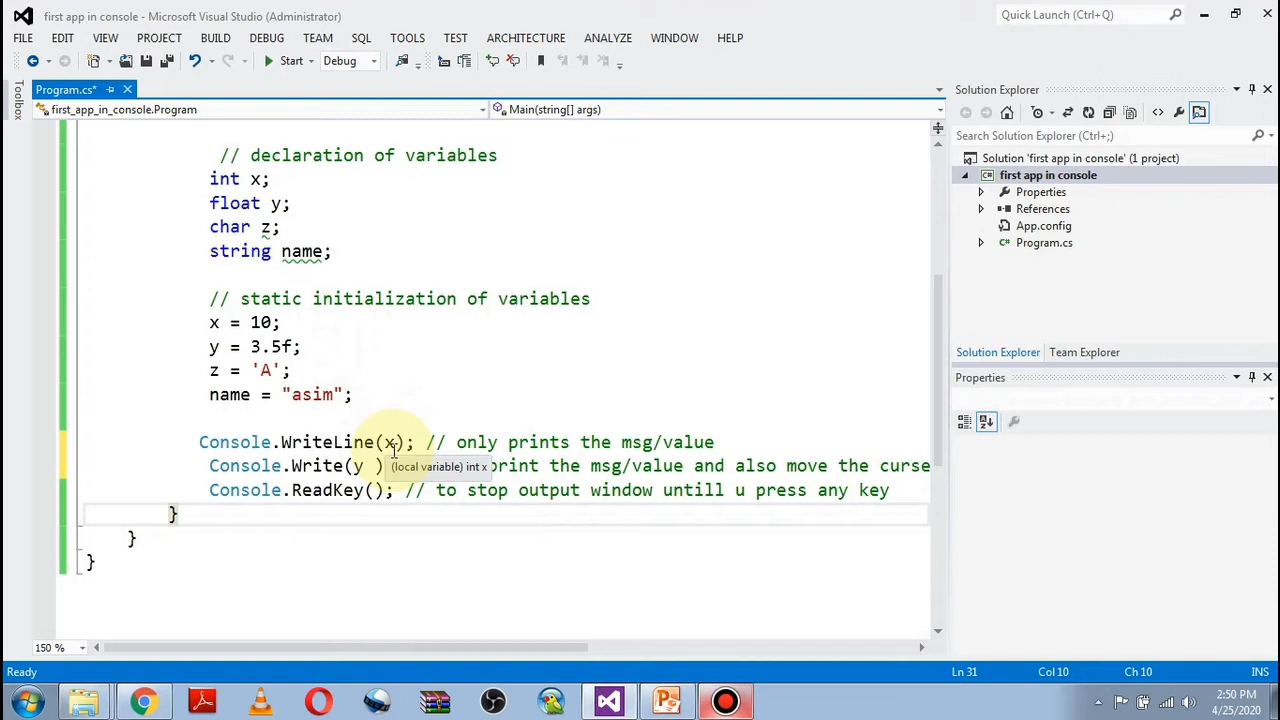 first app in console - Microsoft Visual Studio (Administrator)
Quick Launch (Ctrl+Q)
FILE EDIT VIEW PROJECT BUILD DEBUG TEAM SQL TOOLS TEST ARCHITECTURE ANALYZE WINDOW HELP
Start Debug
Toolbox
Program.cs*
first_app_in_console.Program
Main(string[] args)
// declaration of variables
int x;
float y;
char z;
string name;
// static initialization of variables
x = 10;
y = 3.5f;
z = 'A';
name = "asim";
Console.WriteLine(x); // only prints the msg/value
Console.Write(y ) print the msg/value and also move the curse
(local variable) int x
Console.ReadKey(); // to stop output window untill u press any key
}
}
}
150 %
Solution Explorer
Search Solution Explorer (Ctrl+;)
Solution 'first app in console' (1 project)
first app in console
Properties
References
App.config
Program.cs
Solution Explorer Team Explorer
Properties
Ready
Ln 31 Col 10 Ch 10 INS
2:50 PM
4/25/2020